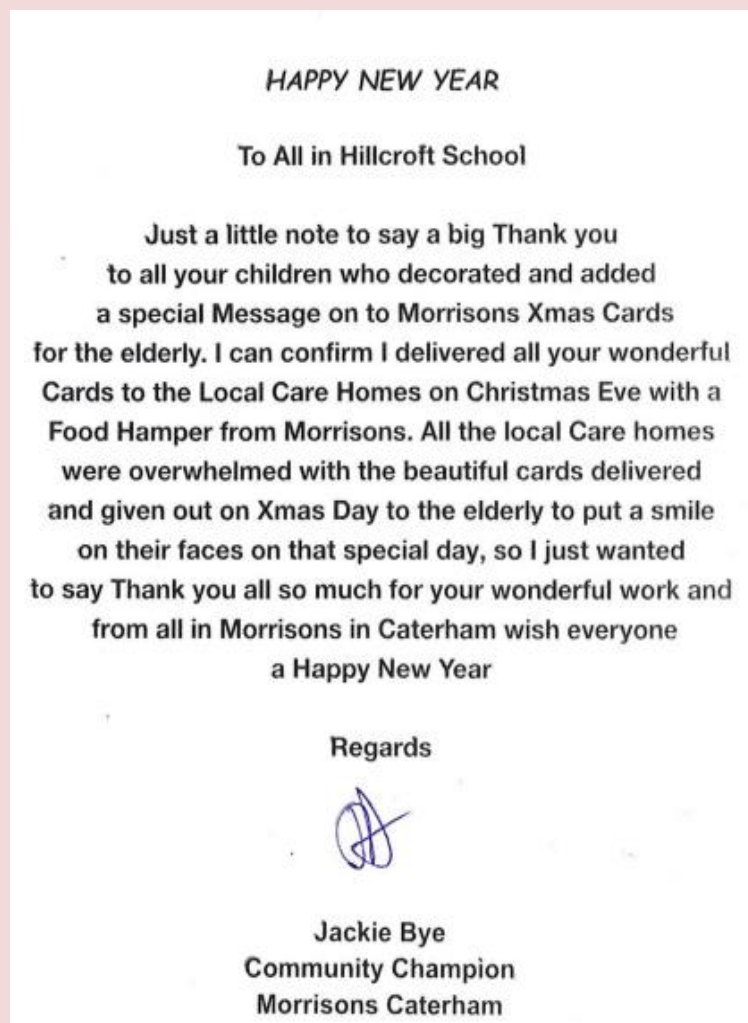 HAPPY NEW YEAR
To All in Hillcroft School
Just a little note to say a big Thank you
to all your children who decorated and added
a special Message on to Morrisons Xmas Cards
for the elderly. I can confirm I delivered all your wonderful
Cards to the Local Care Homes on Christmas Eve with a
Food Hamper from Morrisons. All the local Care homes
were overwhelmed with the beautiful cards delivered
and given out on Xmas Day to the elderly to put a smile
on their faces on that special day, so I just wanted
to say Thank you all so much for your wonderful work and
from all in Morrisons in Caterham wish everyone
a Happy New Year
Regards
Jackie Bye
Community Champion
Morrisons Caterham